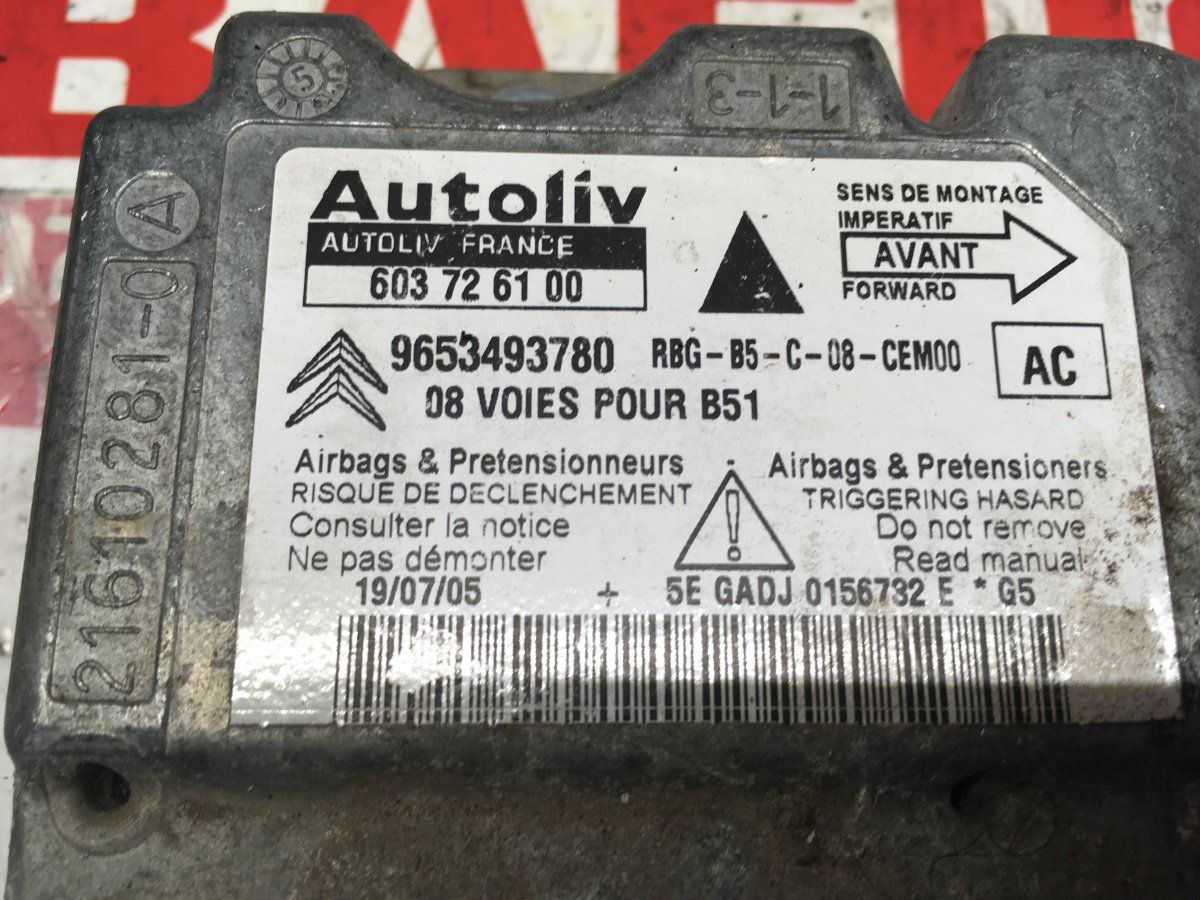 5
1-1-3
A
21610281-0
Autoliv
AUTOLIV FRANCE
603 72 61 00
SENS DE MONTAGE
IMPERATIF
AVANT
FORWARD
9653493780 RBG-B5-C-08-CEM00
AC
08 VOIES POUR B51
Airbags & Pretensionneurs
RISQUE DE DECLENCHEMENT
Consulter la notice
Ne pas démonter
Airbags & Pretensioners
TRIGGERING HASARD
Do not remove
Read manual
19/07/05 + 5E GADJ 0156732 E * G5